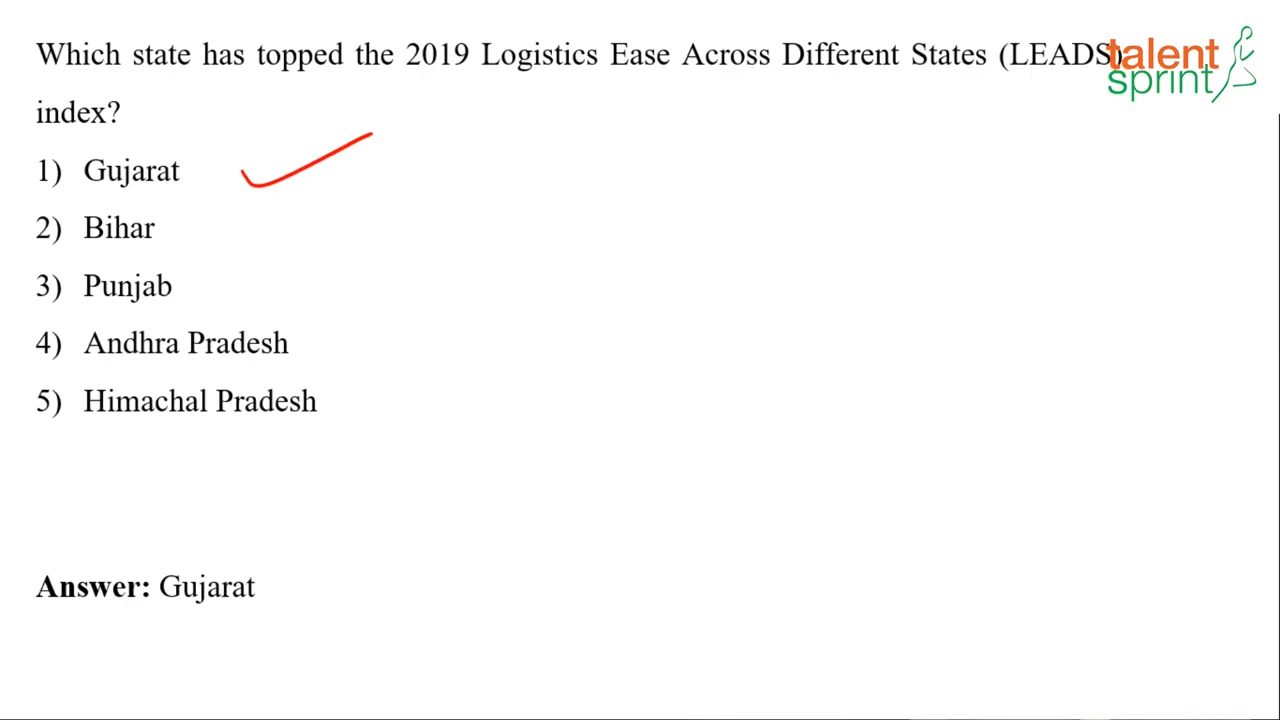 Which state has topped the 2019 Logistics Ease Across Different States (LEADS)
index?
1) Gujarat
2) Bihar
3) Punjab
4) Andhra Pradesh
5) Himachal Pradesh
Answer: Gujarat
talent
sprint